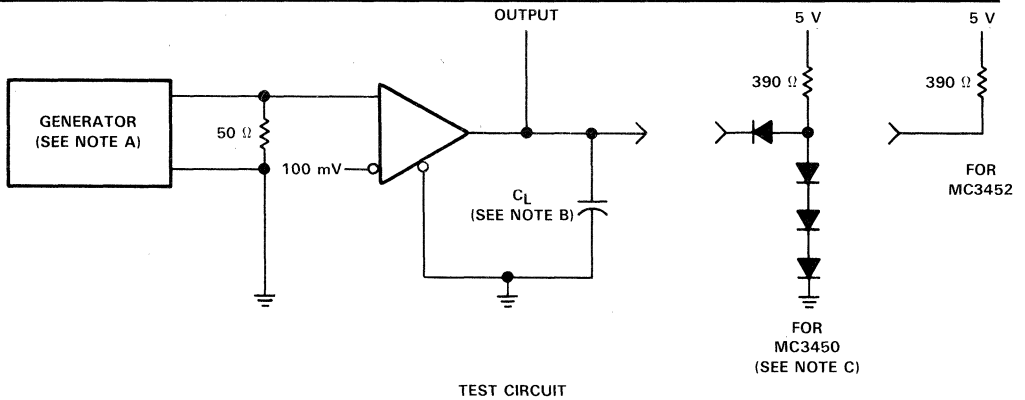 OUTPUT
5 V
5 V
GENERATOR
(SEE NOTE A)
50 Ω
100 mV
390 Ω
390 Ω
CL
(SEE NOTE B)
FOR
MC3450
(SEE NOTE C)
FOR
MC3452
TEST CIRCUIT